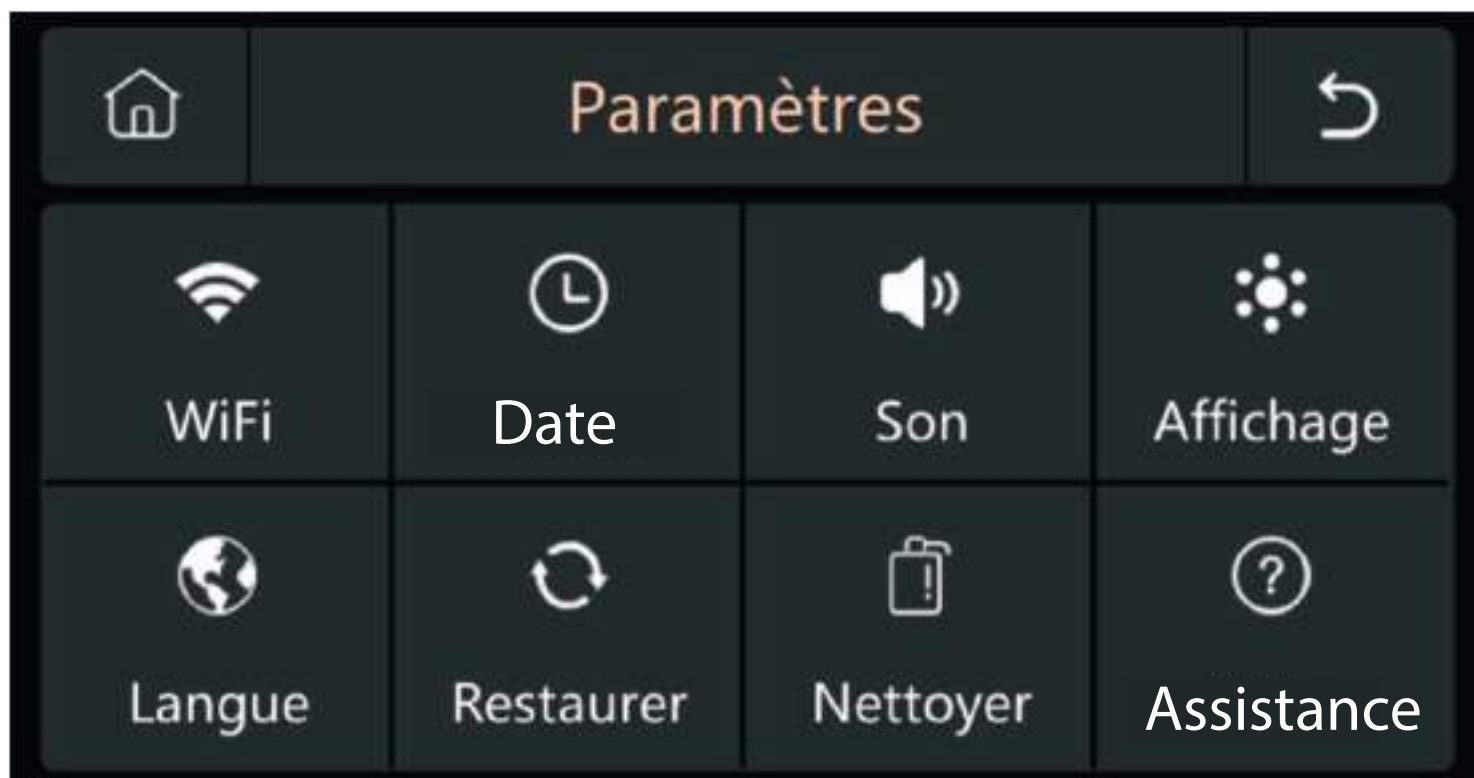 Paramètres
WiFi Date Son Affichage
Langue Restaurer Nettoyer Assistance